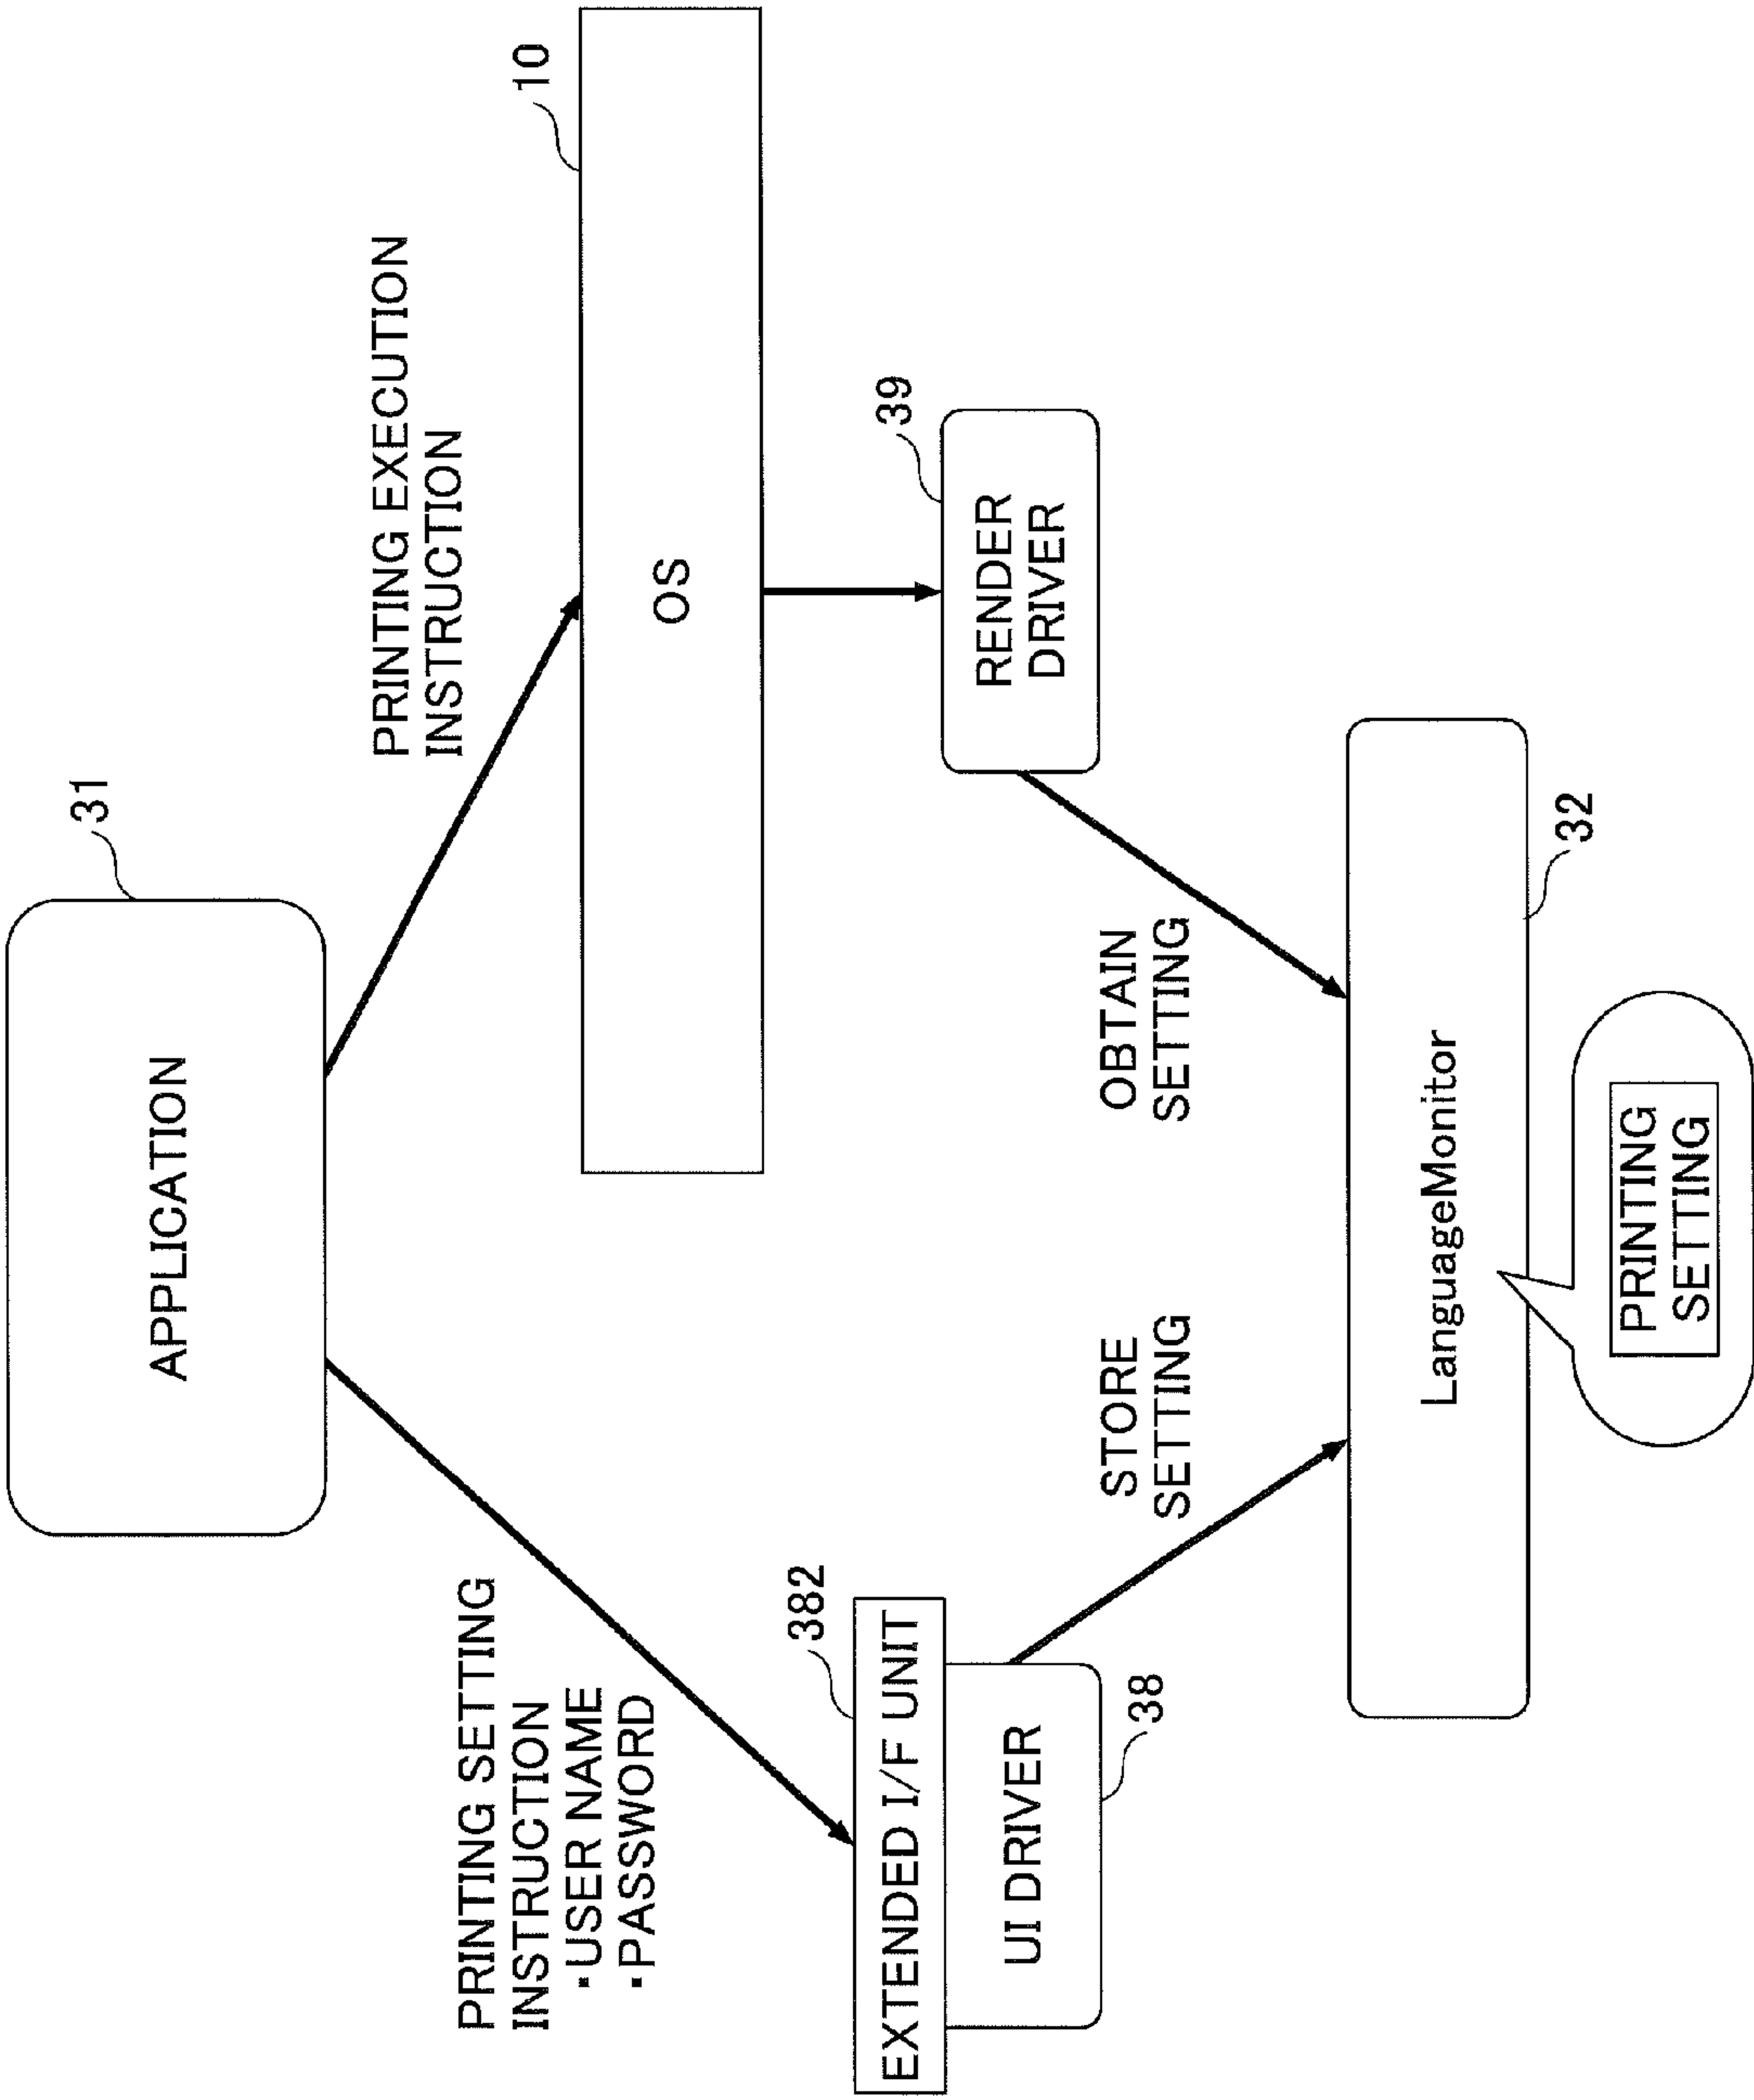 31
APPLICATION
PRINTING SETTING
INSTRUCTION
・USER NAME
・PASSWORD
PRINTING EXECUTION
INSTRUCTION
10
OS
382
EXTENDED I/F UNIT
UI DRIVER
38
39
RENDER
DRIVER
STORE
SETTING
OBTAIN
SETTING
LanguageMonitor
32
PRINTING
SETTING